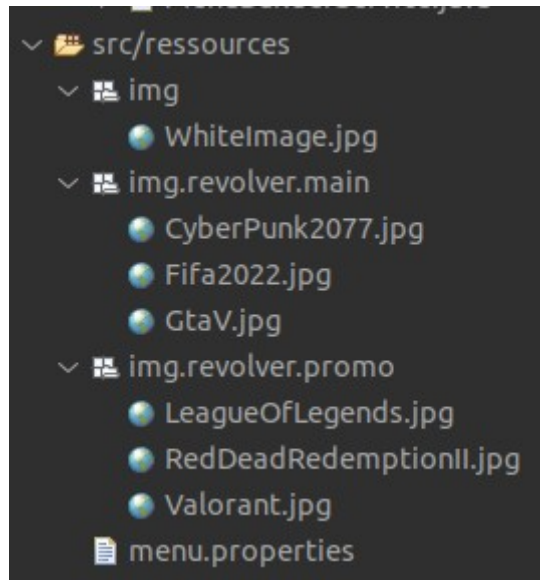 src/ressources
img
WhiteImage.jpg
img.revolver.main
CyberPunk2077.jpg
Fifa2022.jpg
GtaV.jpg
img.revolver.promo
LeagueOfLegends.jpg
RedDeadRedemptionII.jpg
Valorant.jpg
menu.properties